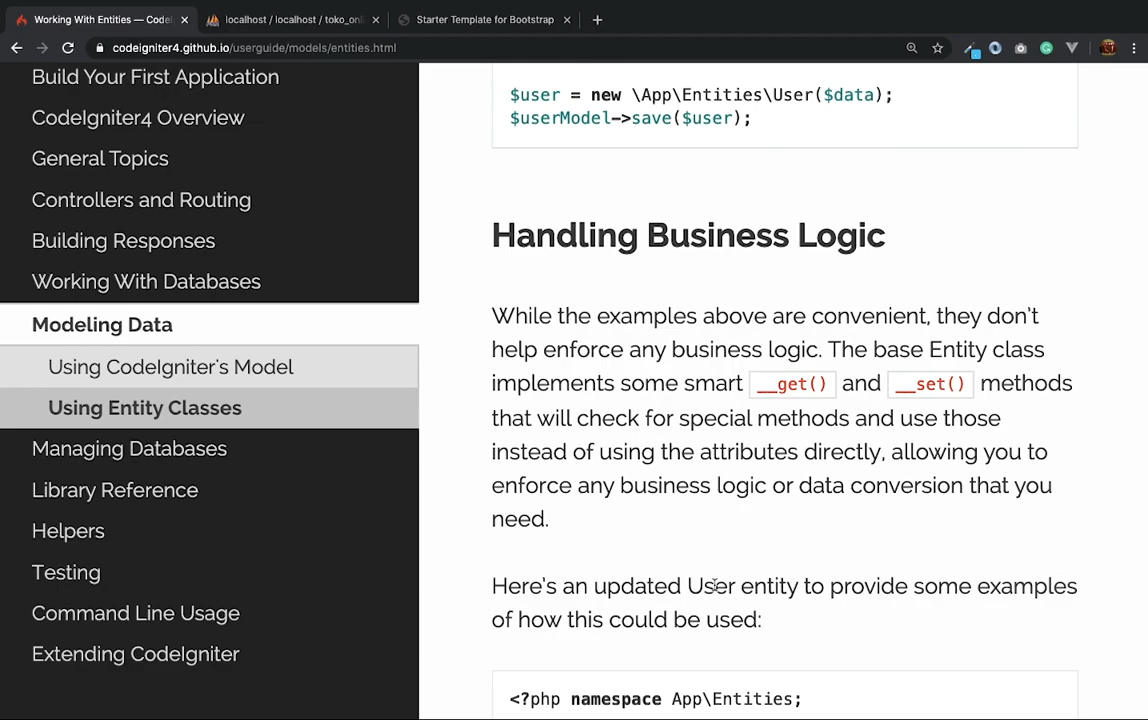 Working With Entities — Codel
localhost / localhost / toko_onl
Starter Template for Bootstrap
codeigniter4.github.io/userguide/models/entities.html
Build Your First Application
CodeIgniter4 Overview
General Topics
Controllers and Routing
Building Responses
Working With Databases
Modeling Data
Using CodeIgniter's Model
Using Entity Classes
Managing Databases
Library Reference
Helpers
Testing
Command Line Usage
Extending CodeIgniter
$user = new \App\Entities\User($data);
$userModel->save($user);
Handling Business Logic
While the examples above are convenient, they don't
help enforce any business logic. The base Entity class
implements some smart __get() and __set() methods
that will check for special methods and use those
instead of using the attributes directly, allowing you to
enforce any business logic or data conversion that you
need.
Here's an updated User entity to provide some examples
of how this could be used:
<?php namespace App\Entities;